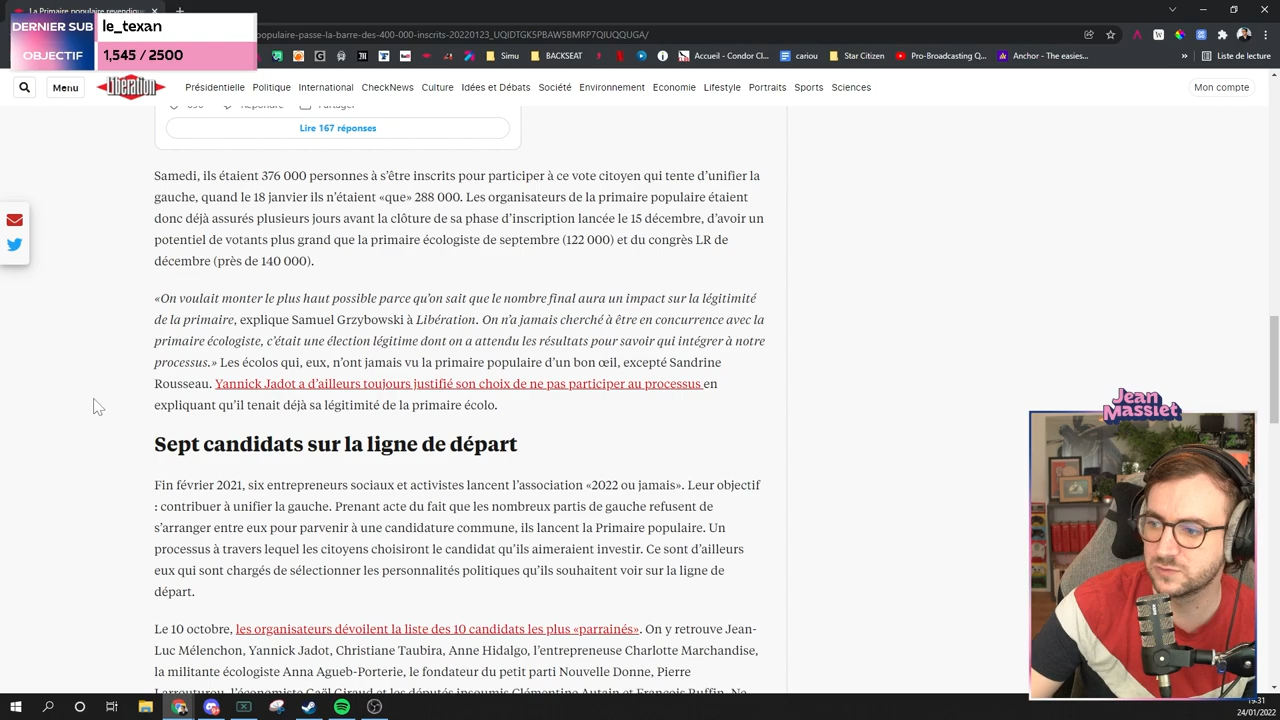 La Primaire populaire revendique
DERNIER SUB
le_texan
OBJECTIF
1,545 / 2500
populaire-passe-la-barre-des-400-000-inscrits-20220123_UQIDTGK5PBAW5BMRP7QIUQQUGA/
Simu
BACKSEAT
Accueil - Condor C...
cariou
Star Citizen
Pro-Broadcasting Q...
Anchor - The easies...
Liste de lecture
Menu
Libération
Présidentielle Politique International CheckNews Culture Idées et Débats Société Environnement Economie Lifestyle Portraits Sports Sciences
Mon compte
Lire 167 réponses
Samedi, ils étaient 376 000 personnes à s’être inscrits pour participer à ce vote citoyen qui tente d’unifier la
gauche, quand le 18 janvier ils n’étaient «que» 288 000. Les organisateurs de la primaire populaire étaient
donc déjà assurés plusieurs jours avant la clôture de sa phase d’inscription lancée le 15 décembre, d’avoir un
potentiel de votants plus grand que la primaire écologiste de septembre (122 000) et du congrès LR de
décembre (près de 140 000).
«On voulait monter le plus haut possible parce qu’on sait que le nombre final aura un impact sur la légitimité
de la primaire, explique Samuel Grzybowski à Libération. On n’a jamais cherché à être en concurrence avec la
primaire écologiste, c’était une élection légitime dont on a attendu les résultats pour savoir qui intégrer à notre
processus.» Les écolos qui, eux, n’ont jamais vu la primaire populaire d’un bon œil, excepté Sandrine
Rousseau. Yannick Jadot a d’ailleurs toujours justifié son choix de ne pas participer au processus en
expliquant qu’il tenait déjà sa légitimité de la primaire écolo.
Sept candidats sur la ligne de départ
Fin février 2021, six entrepreneurs sociaux et activistes lancent l’association «2022 ou jamais». Leur objectif
: contribuer à unifier la gauche. Prenant acte du fait que les nombreux partis de gauche refusent de
s’arranger entre eux pour parvenir à une candidature commune, ils lancent la Primaire populaire. Un
processus à travers lequel les citoyens choisiront le candidat qu’ils aimeraient investir. Ce sont d’ailleurs
eux qui sont chargés de sélectionner les personnalités politiques qu’ils souhaitent voir sur la ligne de
départ.
Le 10 octobre, les organisateurs dévoilent la liste des 10 candidats les plus «parrainés». On y retrouve Jean-
Luc Mélenchon, Yannick Jadot, Christiane Taubira, Anne Hidalgo, l’entrepreneuse Charlotte Marchandise,
la militante écologiste Anna Agueb-Porterie, le fondateur du petit parti Nouvelle Donne, Pierre
Larrouturou, l’économiste Gaël Giraud et les députés insoumis Clémentine Autain et François Ruffin. Ne
Jean
Massiet
19:31
24/01/2022